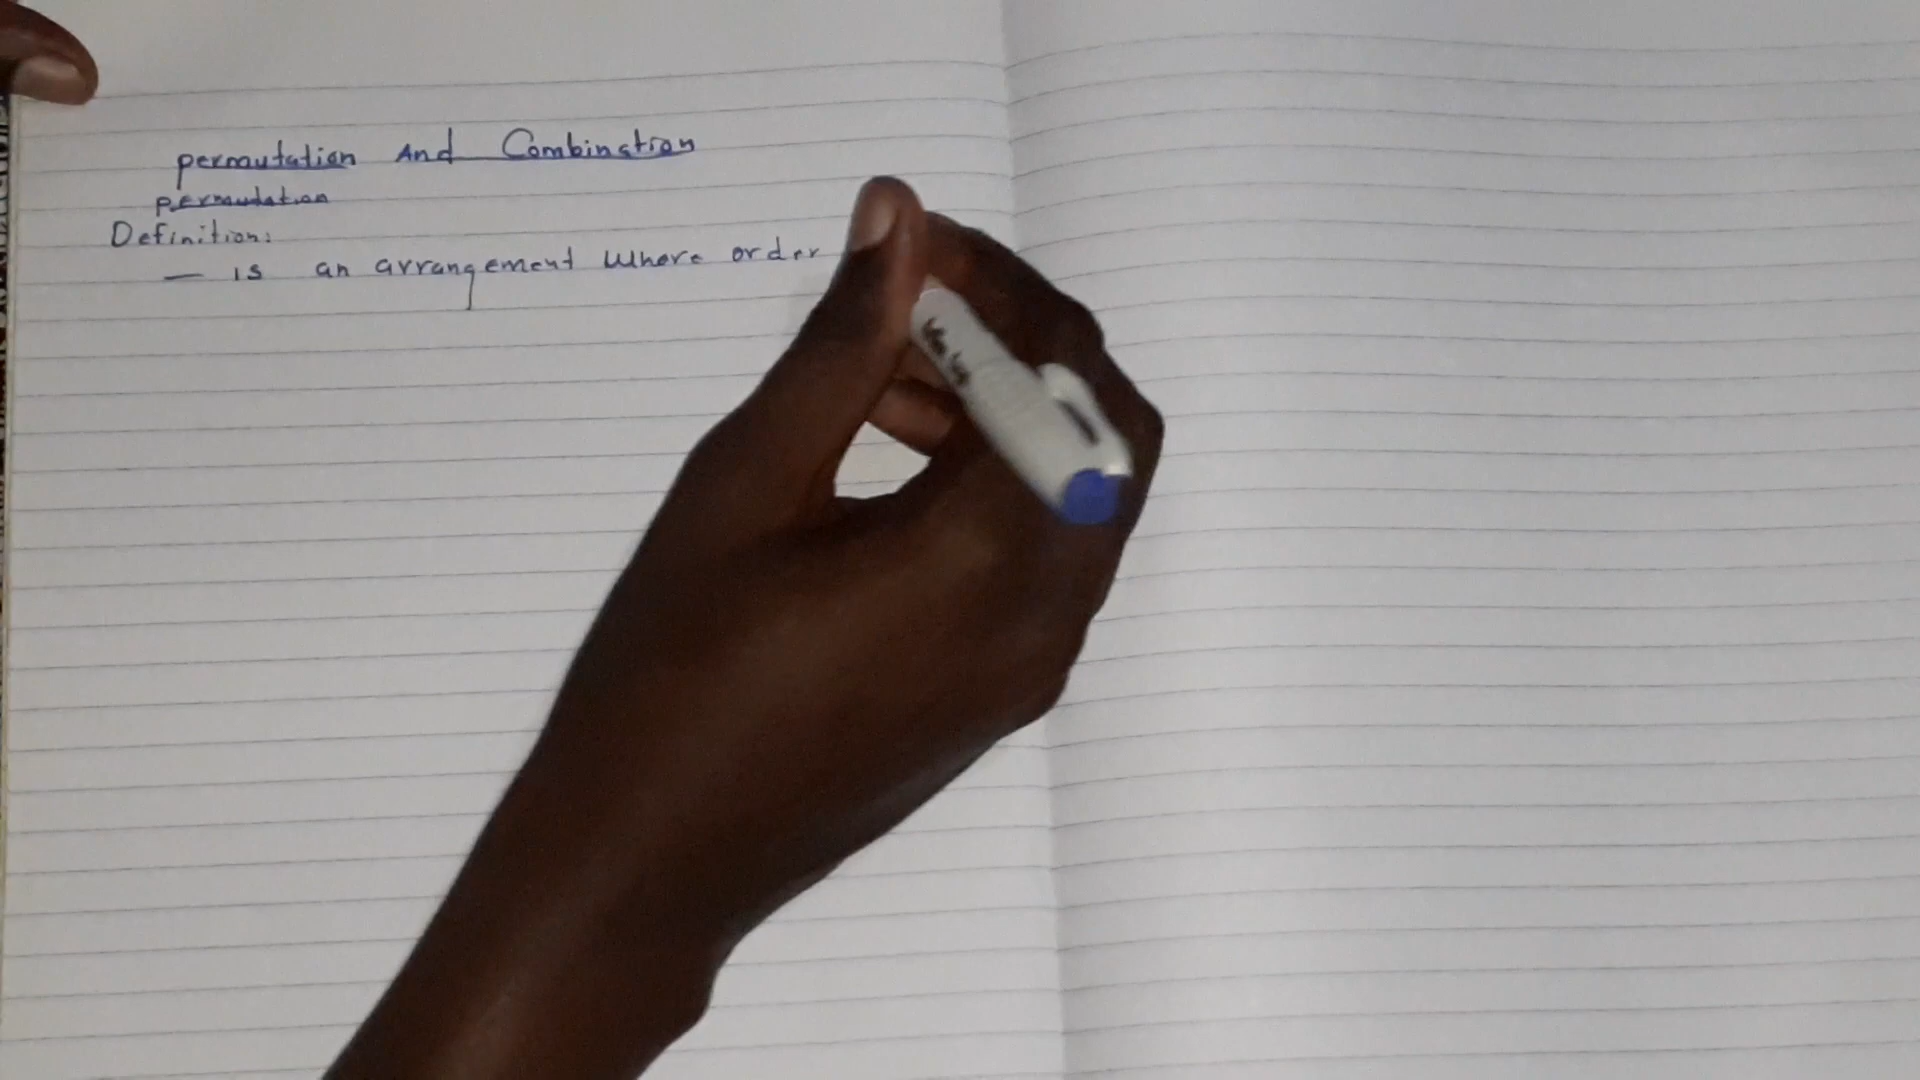 permutation And Combination
permutation
Definition:
— is an arrangement where order